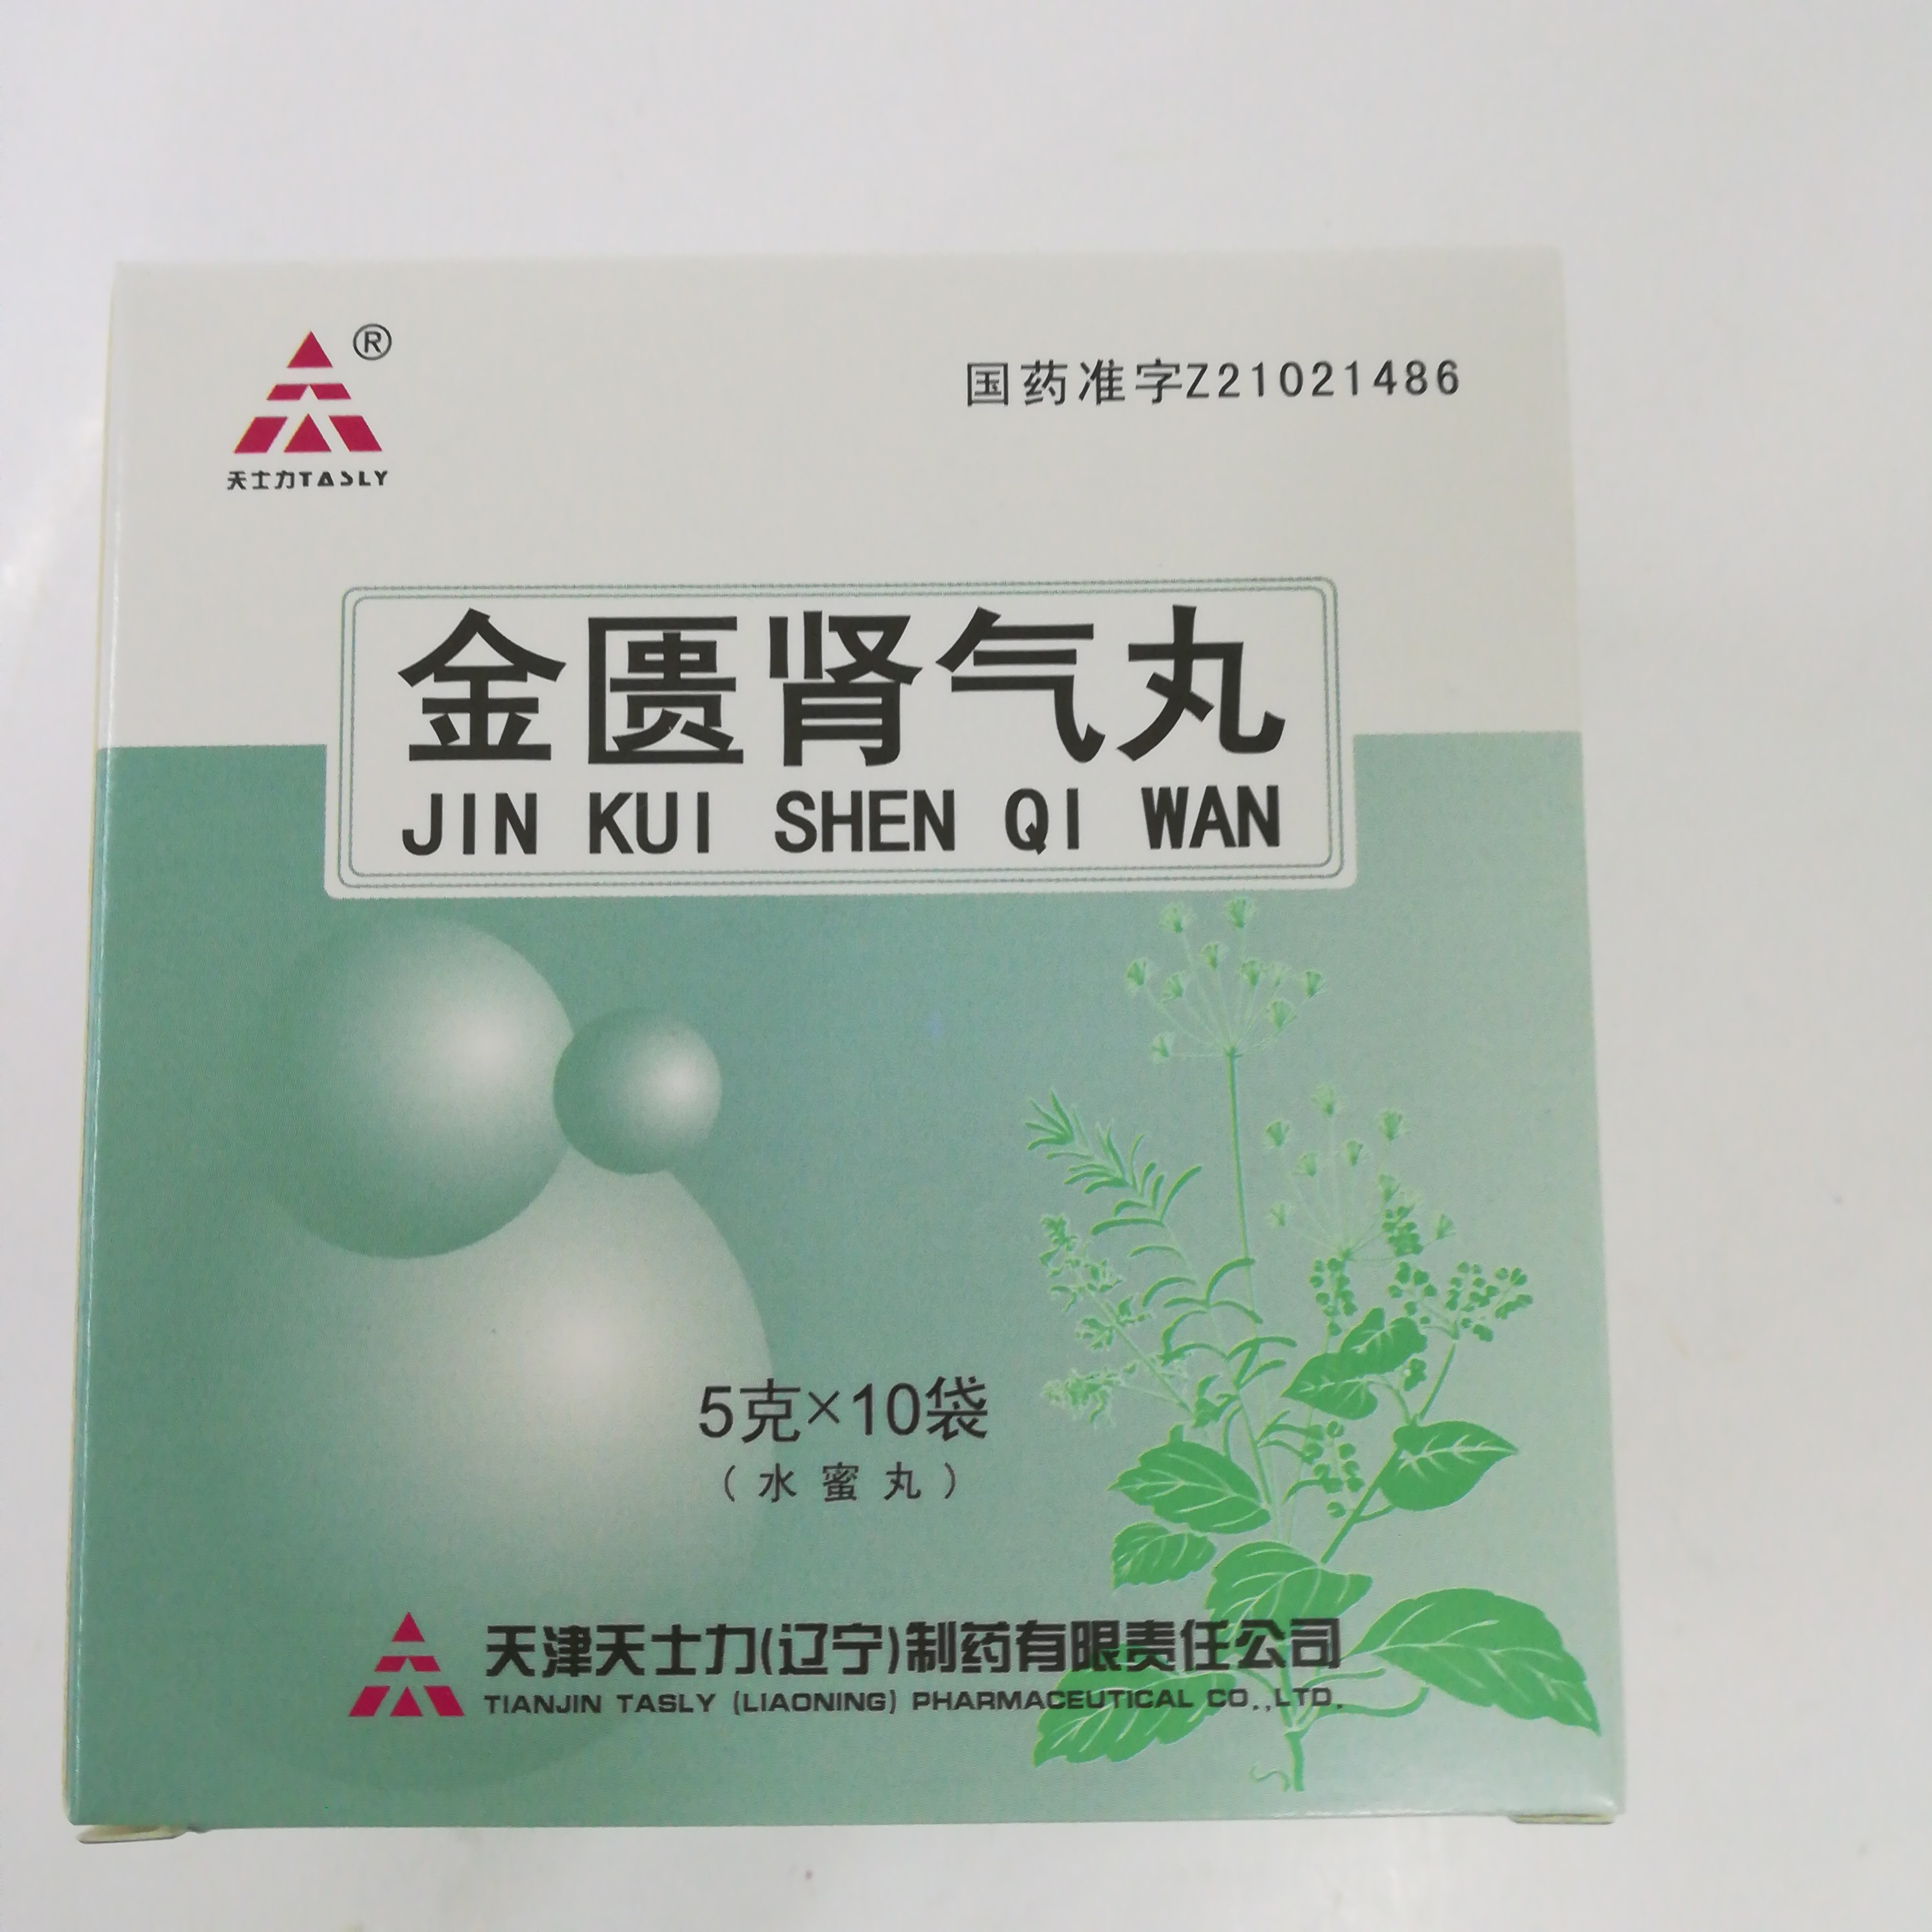 ®
天士力TASLY
国药准字Z21021486
金匮肾气丸
JIN KUI SHEN QI WAN
5克×10袋
(水蜜丸)
天津天士力(辽宁)制药有限责任公司
TIANJIN TASLY (LIAONING) PHARMACEUTICAL CO.,LTD.